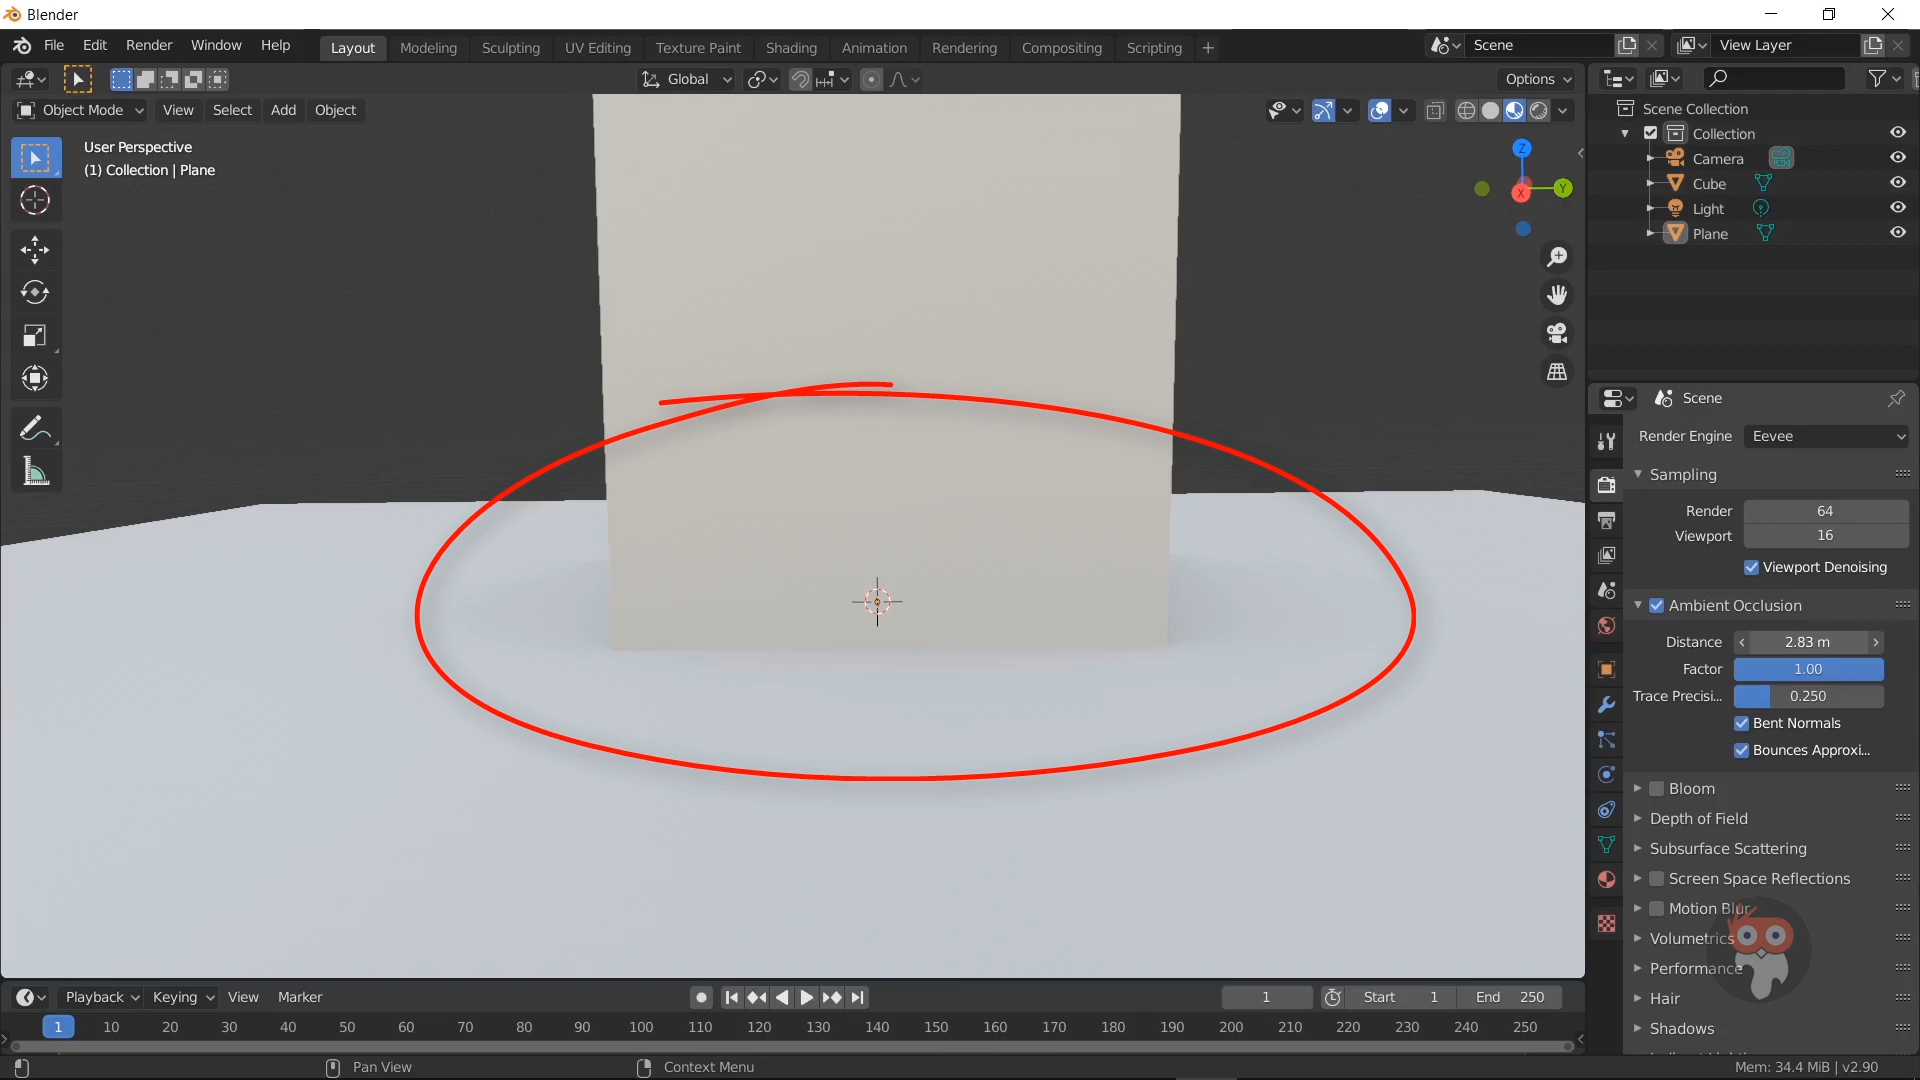 Blender
File Edit Render Window Help Layout Modeling Sculpting UV Editing Texture Paint Shading Animation Rendering Compositing Scripting + Scene View Layer
Global Options
Object Mode View Select Add Object
User Perspective
(1) Collection | Plane
Z
Y
X
Scene Collection
Collection
Camera
Cube
Light
Plane
Scene
Render Engine Eevee
Sampling
Render 64
Viewport 16
Viewport Denoising
Ambient Occlusion
Distance 2.83 m
Factor 1.00
Trace Precisi... 0.250
Bent Normals
Bounces Approxi...
Bloom
Depth of Field
Subsurface Scattering
Screen Space Reflections
Motion Blur
Volumetrics
Performance
Hair
Shadows
Playback Keying View Marker 1 Start 1 End 250
1 10 20 30 40 50 60 70 80 90 100 110 120 130 140 150 160 170 180 190 200 210 220 230 240 250
Pan View Context Menu Mem: 34.4 MiB | v2.90